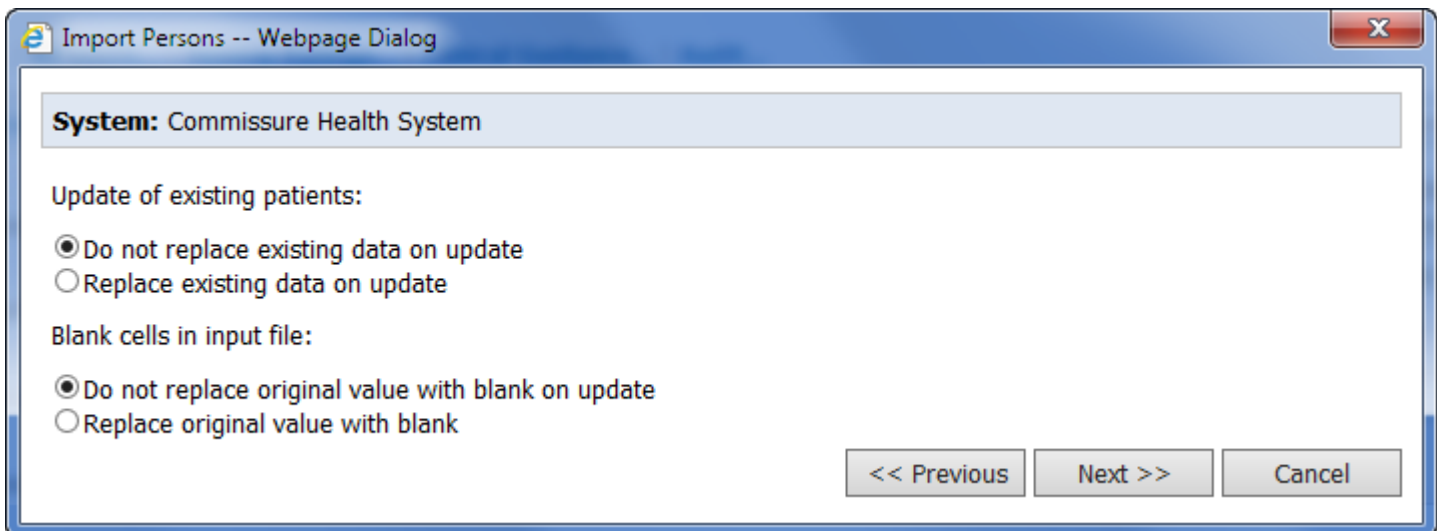 Import Persons -- Webpage Dialog
System: Commissure Health System
Update of existing patients:
Do not replace existing data on update
Replace existing data on update
Blank cells in input file:
Do not replace original value with blank on update
Replace original value with blank
<< Previous Next >> Cancel